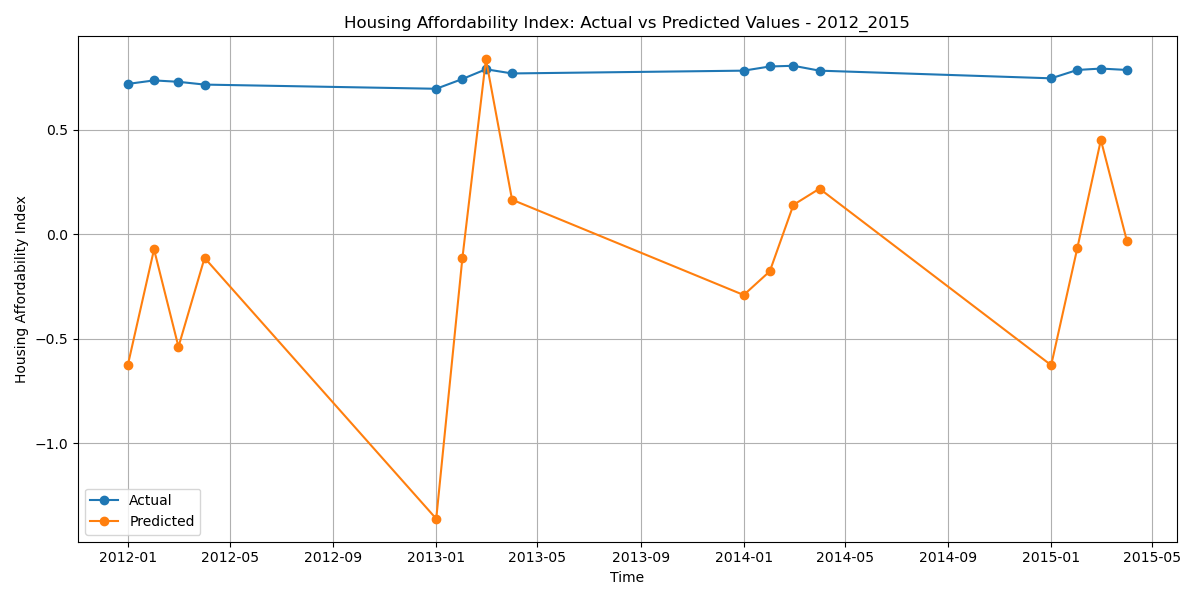 Housing Affordability Index: Actual vs Predicted Values - 2012_2015
Housing Affordability Index
0.5
0.0
−0.5
−1.0
Actual
Predicted
2012-01 2012-05 2012-09 2013-01 2013-05 2013-09 2014-01 2014-05 2014-09 2015-01 2015-05
Time